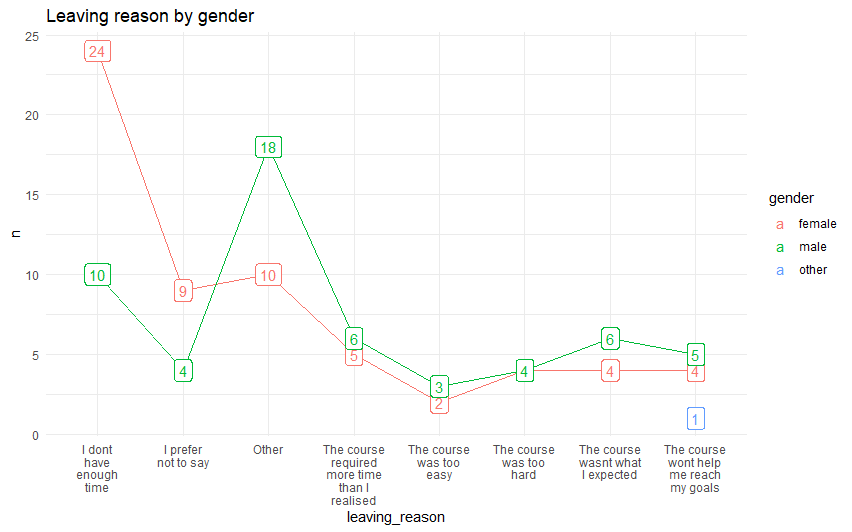 Leaving reason by gender
25
20
15
10
5
0
n
24
10
9
4
18
10
6
5
3
2
4
6
4
5
4
1
I dont
have
enough
time
I prefer
not to say
Other
The course
required
more time
than I
realised
The course
was too
easy
The course
was too
hard
The course
wasnt what
I expected
The course
wont help
me reach
my goals
leaving_reason
gender
a female
a male
a other